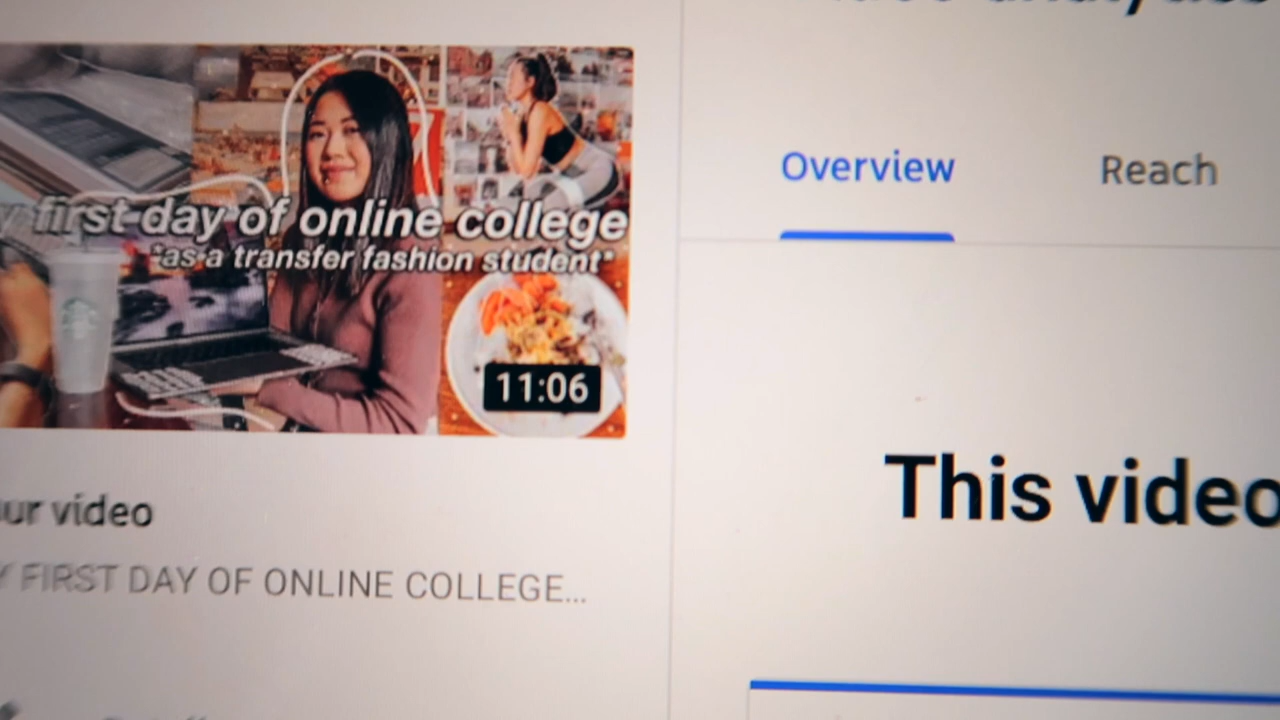 first day of online college
*as a transfer fashion student*
11:06
ur video
Y FIRST DAY OF ONLINE COLLEGE...
Overview
Reach
This video